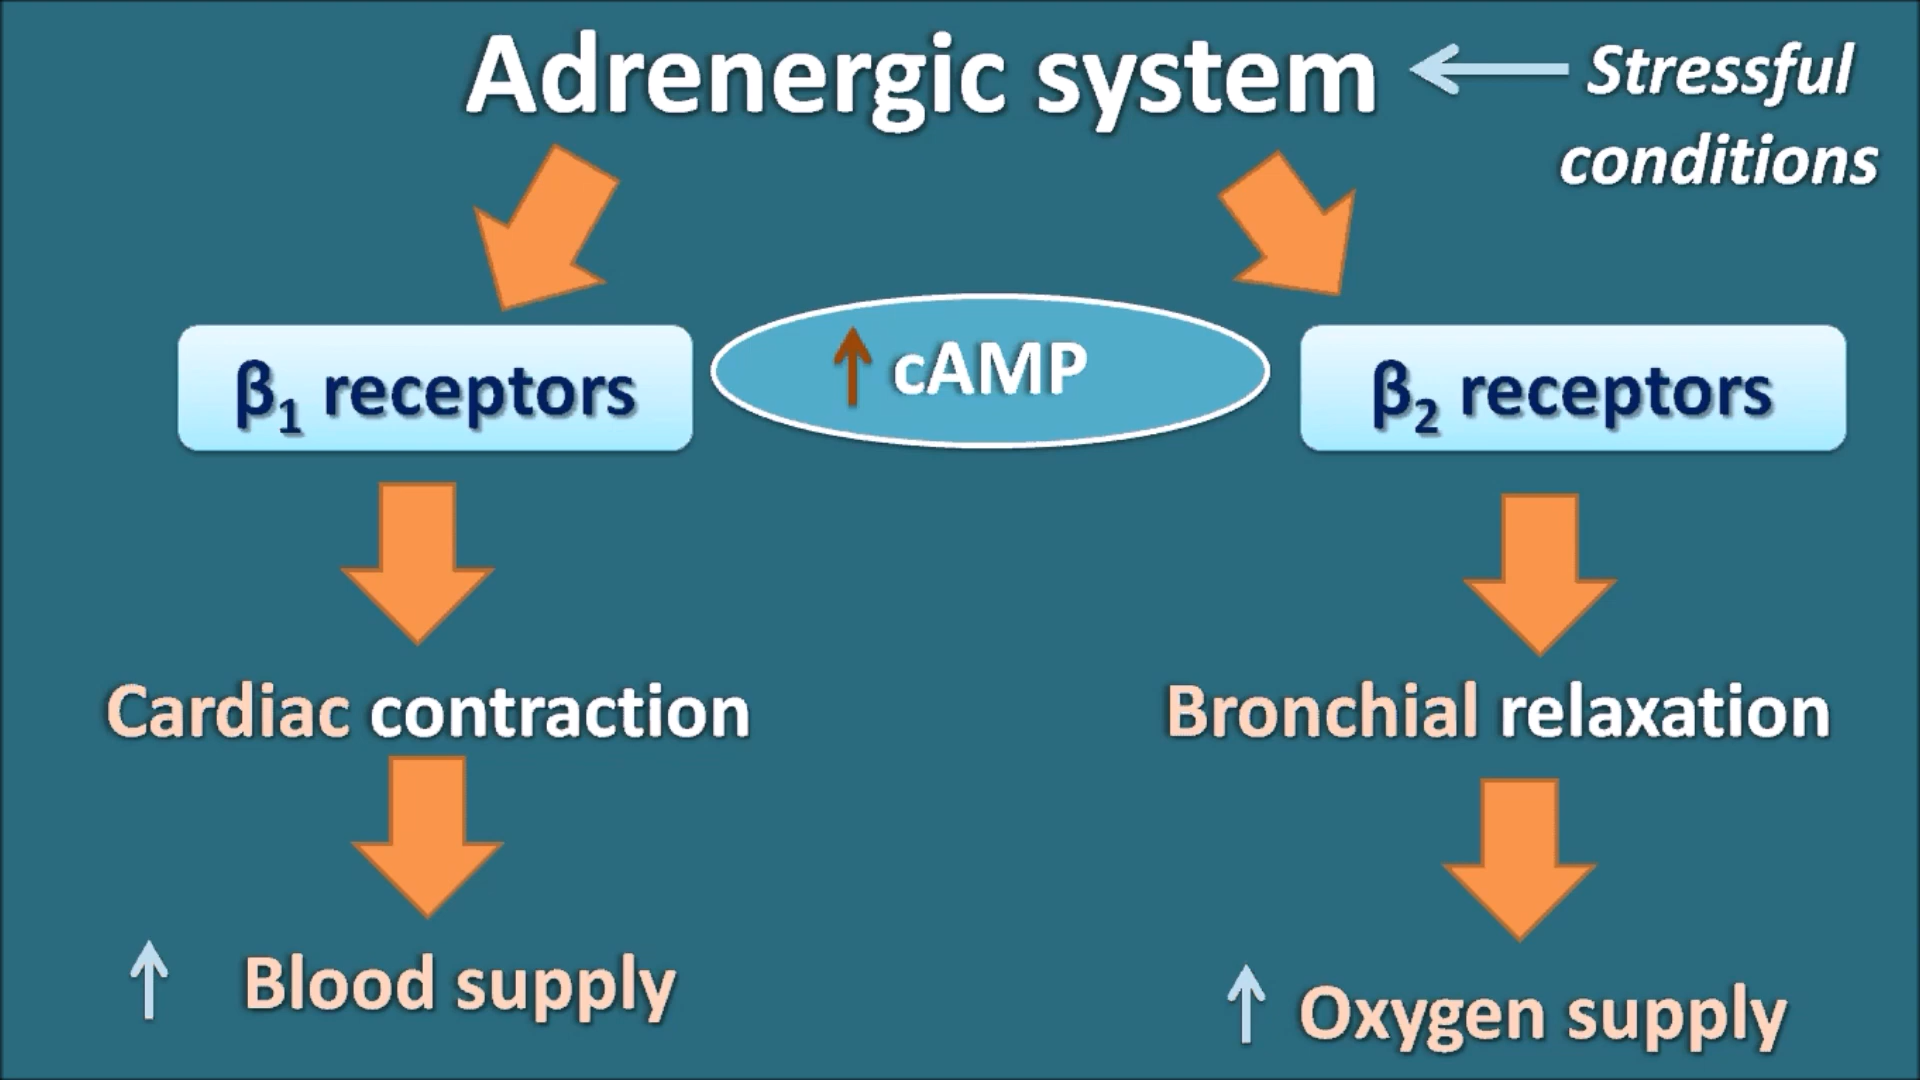 Adrenergic system
← Stressful
conditions
β₁ receptors
↑ cAMP
β₂ receptors
Cardiac contraction
Bronchial relaxation
↑ Blood supply
↑ Oxygen supply